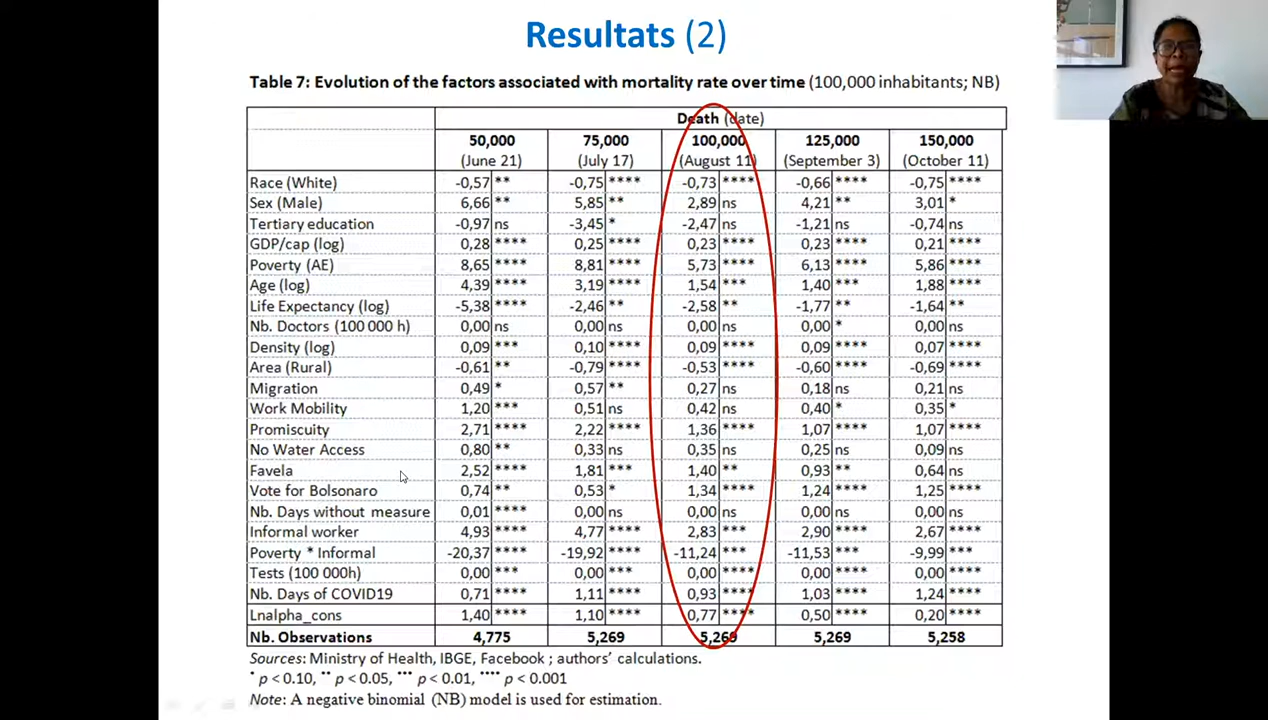 Resultats (2)
Table 7: Evolution of the factors associated with mortality rate over time (100,000 inhabitants; NB)
Death (date)
50,000 75,000 100,000 125,000 150,000
(June 21) (July 17) (August 11) (September 3) (October 11)
Race (White) -0,57 ** -0,75 **** -0,73 **** -0,66 **** -0,75 ****
Sex (Male) 6,66 ** 5,85 ** 2,89 ns 4,21 ** 3,01 *
Tertiary education -0,97 ns -3,45 * -2,47 ns -1,21 ns -0,74 ns
GDP/cap (log) 0,28 **** 0,25 **** 0,23 **** 0,23 **** 0,21 ****
Poverty (AE) 8,65 **** 8,81 **** 5,73 **** 6,13 **** 5,86 ****
Age (log) 4,39 **** 3,19 **** 1,54 *** 1,40 *** 1,88 ****
Life Expectancy (log) -5,38 **** -2,46 ** -2,58 ** -1,77 ** -1,64 **
Nb. Doctors (100 000 h) 0,00 ns 0,00 ns 0,00 ns 0,00 * 0,00 ns
Density (log) 0,09 *** 0,10 **** 0,09 **** 0,09 **** 0,07 ****
Area (Rural) -0,61 ** -0,79 **** -0,53 **** -0,60 **** -0,69 ****
Migration 0,49 * 0,57 ** 0,27 ns 0,18 ns 0,21 ns
Work Mobility 1,20 *** 0,51 ns 0,42 ns 0,40 * 0,35 *
Promiscuity 2,71 **** 2,22 **** 1,36 **** 1,07 **** 1,07 ****
No Water Access 0,80 ** 0,33 ns 0,35 ns 0,25 ns 0,09 ns
Favela 2,52 **** 1,81 *** 1,40 ** 0,93 ** 0,64 ns
Vote for Bolsonaro 0,74 ** 0,53 * 1,34 **** 1,24 **** 1,25 ****
Nb. Days without measure 0,01 **** 0,00 ns 0,00 ns 0,00 ns 0,00 ns
Informal worker 4,93 **** 4,77 **** 2,83 *** 2,90 **** 2,67 ****
Poverty * Informal -20,37 **** -19,92 **** -11,24 *** -11,53 *** -9,99 ***
Tests (100 000h) 0,00 *** 0,00 *** 0,00 **** 0,00 **** 0,00 ****
Nb. Days of COVID19 0,71 **** 1,11 **** 0,93 **** 1,03 **** 1,24 ****
Lnalpha_cons 1,40 **** 1,10 **** 0,77 **** 0,50 **** 0,20 ****
Nb. Observations 4,775 5,269 5,269 5,269 5,258
Sources: Ministry of Health, IBGE, Facebook ; authors' calculations.
* p < 0.10, ** p < 0.05, *** p < 0.01, **** p < 0.001
Note: A negative binomial (NB) model is used for estimation.